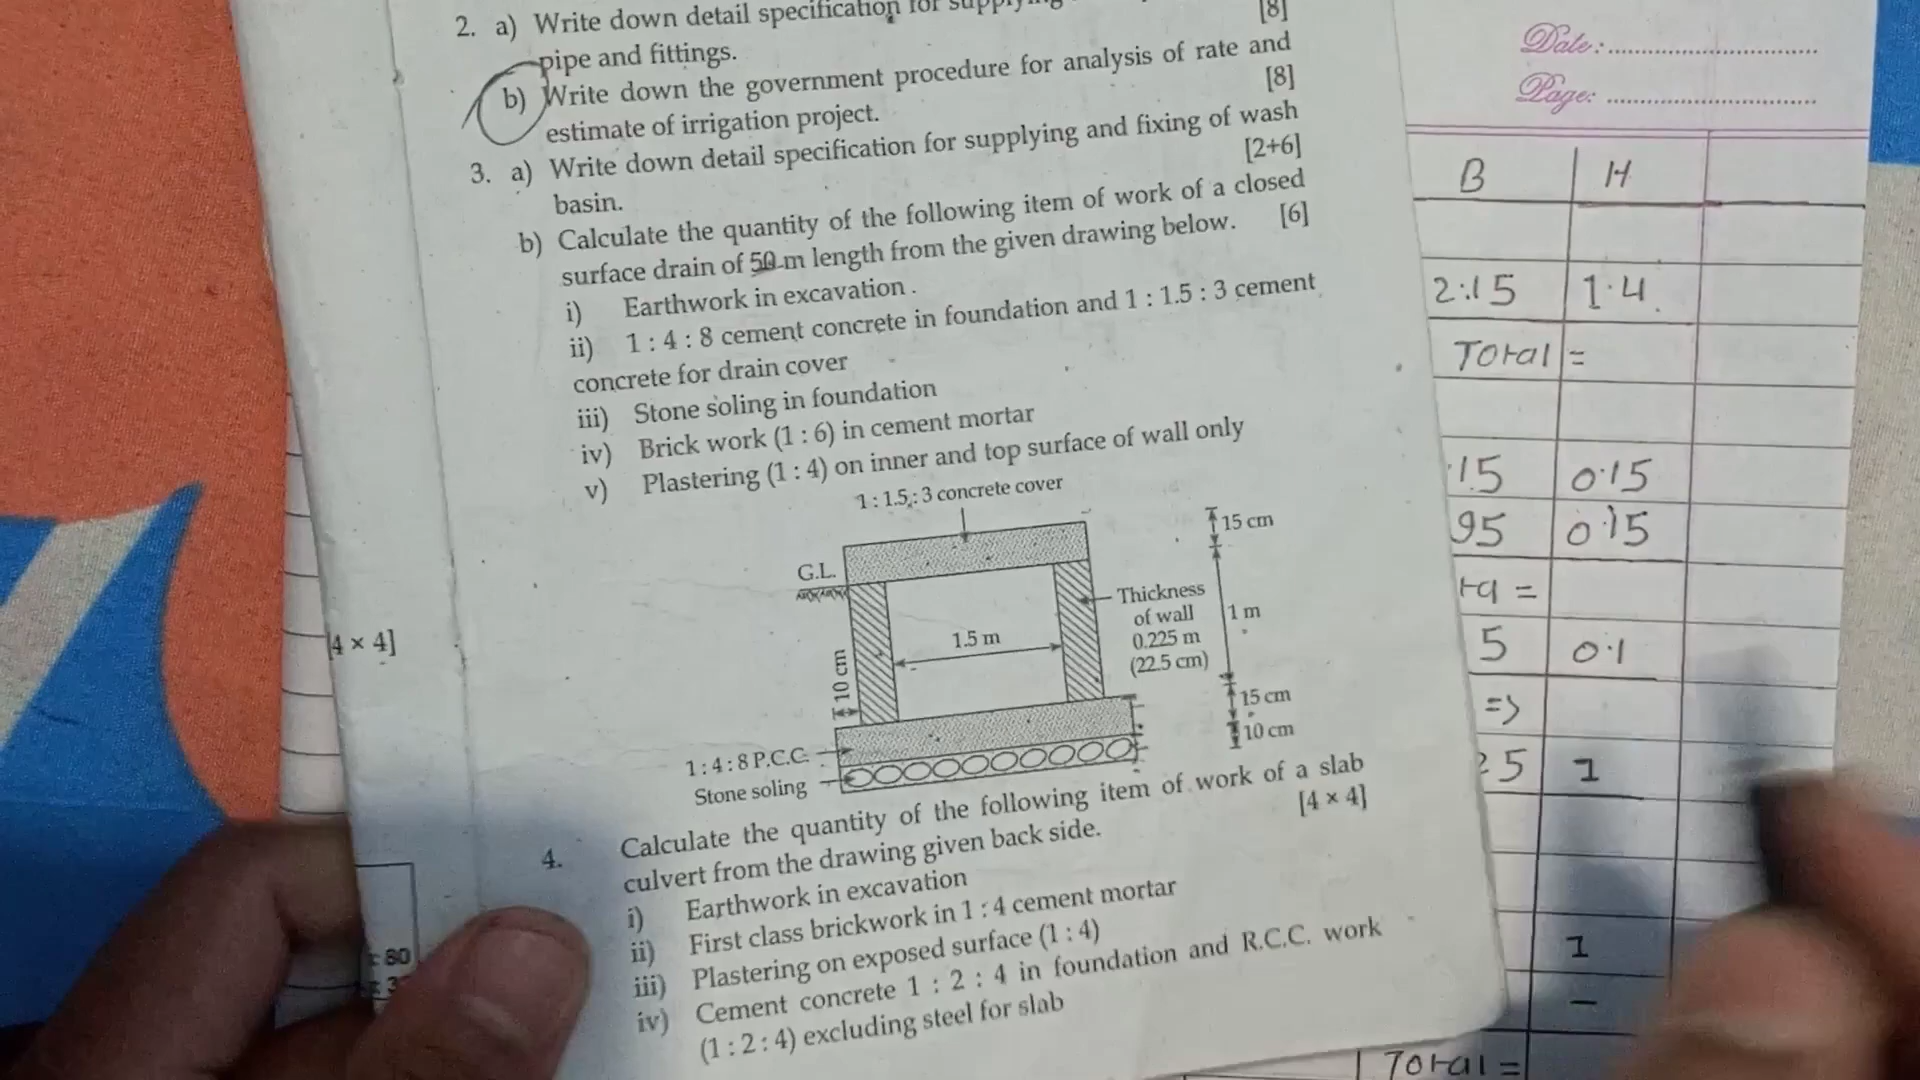 2. a) Write down detail specification for
[8]
pipe and fittings.
b) Write down the government procedure for analysis of rate and
[8]
estimate of irrigation project.
3. a) Write down detail specification for supplying and fixing of wash
[2+6]
basin.
b) Calculate the quantity of the following item of work of a closed
surface drain of 50 m length from the given drawing below. [6]
i) Earthwork in excavation.
ii) 1 : 4 : 8 cement concrete in foundation and 1 : 1.5 : 3 cement
concrete for drain cover
iii) Stone soling in foundation
iv) Brick work (1 : 6) in cement mortar
v) Plastering (1 : 4) on inner and top surface of wall only
1 : 1.5 : 3 concrete cover
15 cm
G.L.
Thickness
of wall
0.225 m
(22.5 cm)
1 m
1.5 m
10 cm
15 cm
10 cm
1 : 4 : 8 P.C.C.
Stone soling
4. Calculate the quantity of the following item of work of a slab
[4 × 4]
culvert from the drawing given back side.
i) Earthwork in excavation
ii) First class brickwork in 1 : 4 cement mortar
iii) Plastering on exposed surface (1 : 4)
iv) Cement concrete 1 : 2 : 4 in foundation and R.C.C. work
(1 : 2 : 4) excluding steel for slab
[4 × 4]
80
Date:
Page:
B H
2.15 1.4
Total =
.15 0.15
95 0.15
=
5 0.1
=>
25 1
1
-
Total =